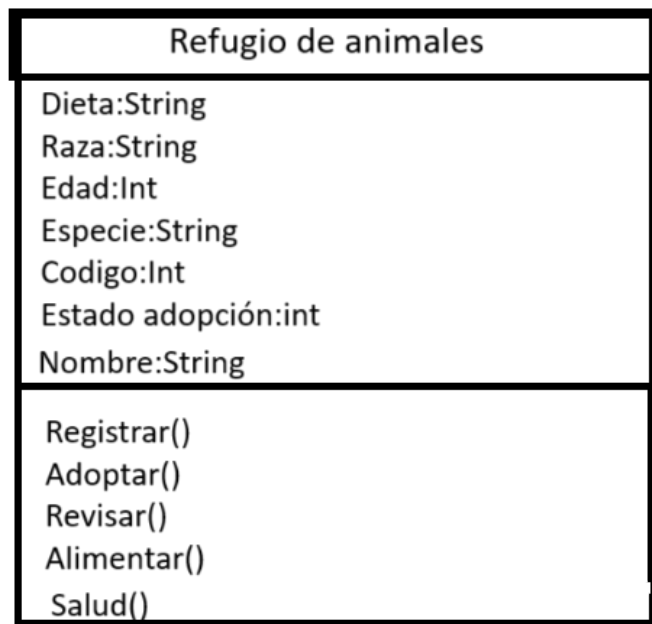 Refugio de animales
Dieta:String
Raza:String
Edad:Int
Especie:String
Codigo:Int
Estado adopción:int
Nombre:String
Registrar()
Adoptar()
Revisar()
Alimentar()
Salud()